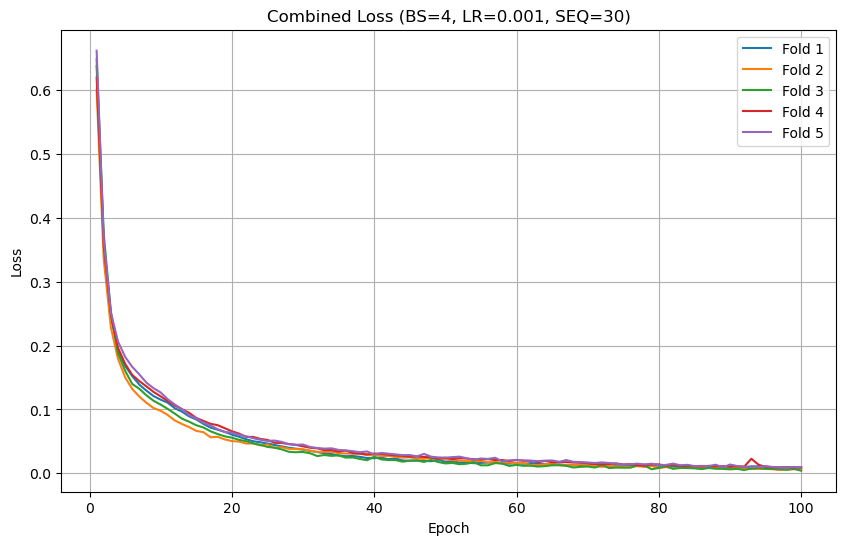 Combined Loss (BS=4, LR=0.001, SEQ=30)
Fold 1
Fold 2
Fold 3
Fold 4
Fold 5
Loss
0.6
0.5
0.4
0.3
0.2
0.1
0.0
0 20 40 60 80 100
Epoch